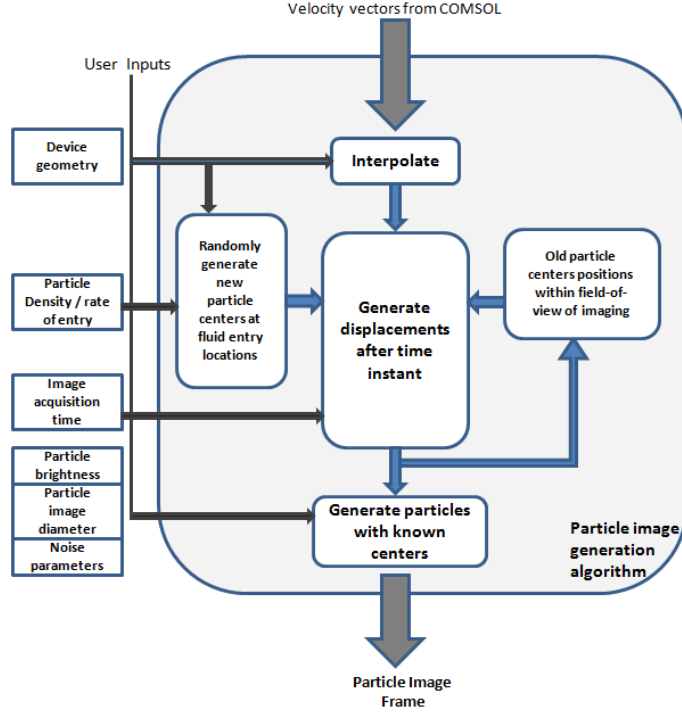 Velocity vectors from COMSOL
User Inputs
Device
geometry
Interpolate
Randomly
generate
new
particle
centers at
fluid entry
locations
Old particle
centers positions
within field-of-
view of imaging
Particle
Density / rate
of entry
Generate
displacements
after time
instant
Image
acquisition
time
Particle
brightness
Particle
image
diameter
Noise
parameters
Generate particles
with known
centers
Particle image
generation
algorithm
Particle Image
Frame